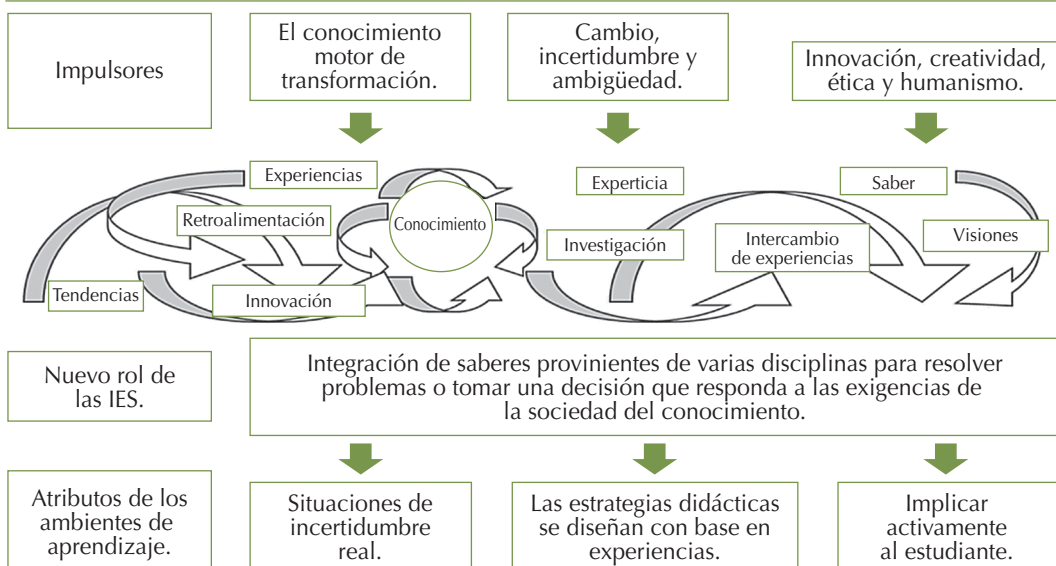 Impulsores
El conocimiento
motor de
transformación.
Cambio,
incertidumbre y
ambigüedad.
Innovación, creatividad,
ética y humanismo.
Experiencias
Retroalimentación
Tendencias
Innovación
Conocimiento
Experticia
Investigación
Intercambio
de experiencias
Saber
Visiones
Nuevo rol de
las IES.
Integración de saberes provinientes de varias disciplinas para resolver
problemas o tomar una decisión que responda a las exigencias de
la sociedad del conocimiento.
Atributos de los
ambientes de
aprendizaje.
Situaciones de
incertidumbre
real.
Las estrategias didácticas
se diseñan con base en
experiencias.
Implicar
activamente
al estudiante.